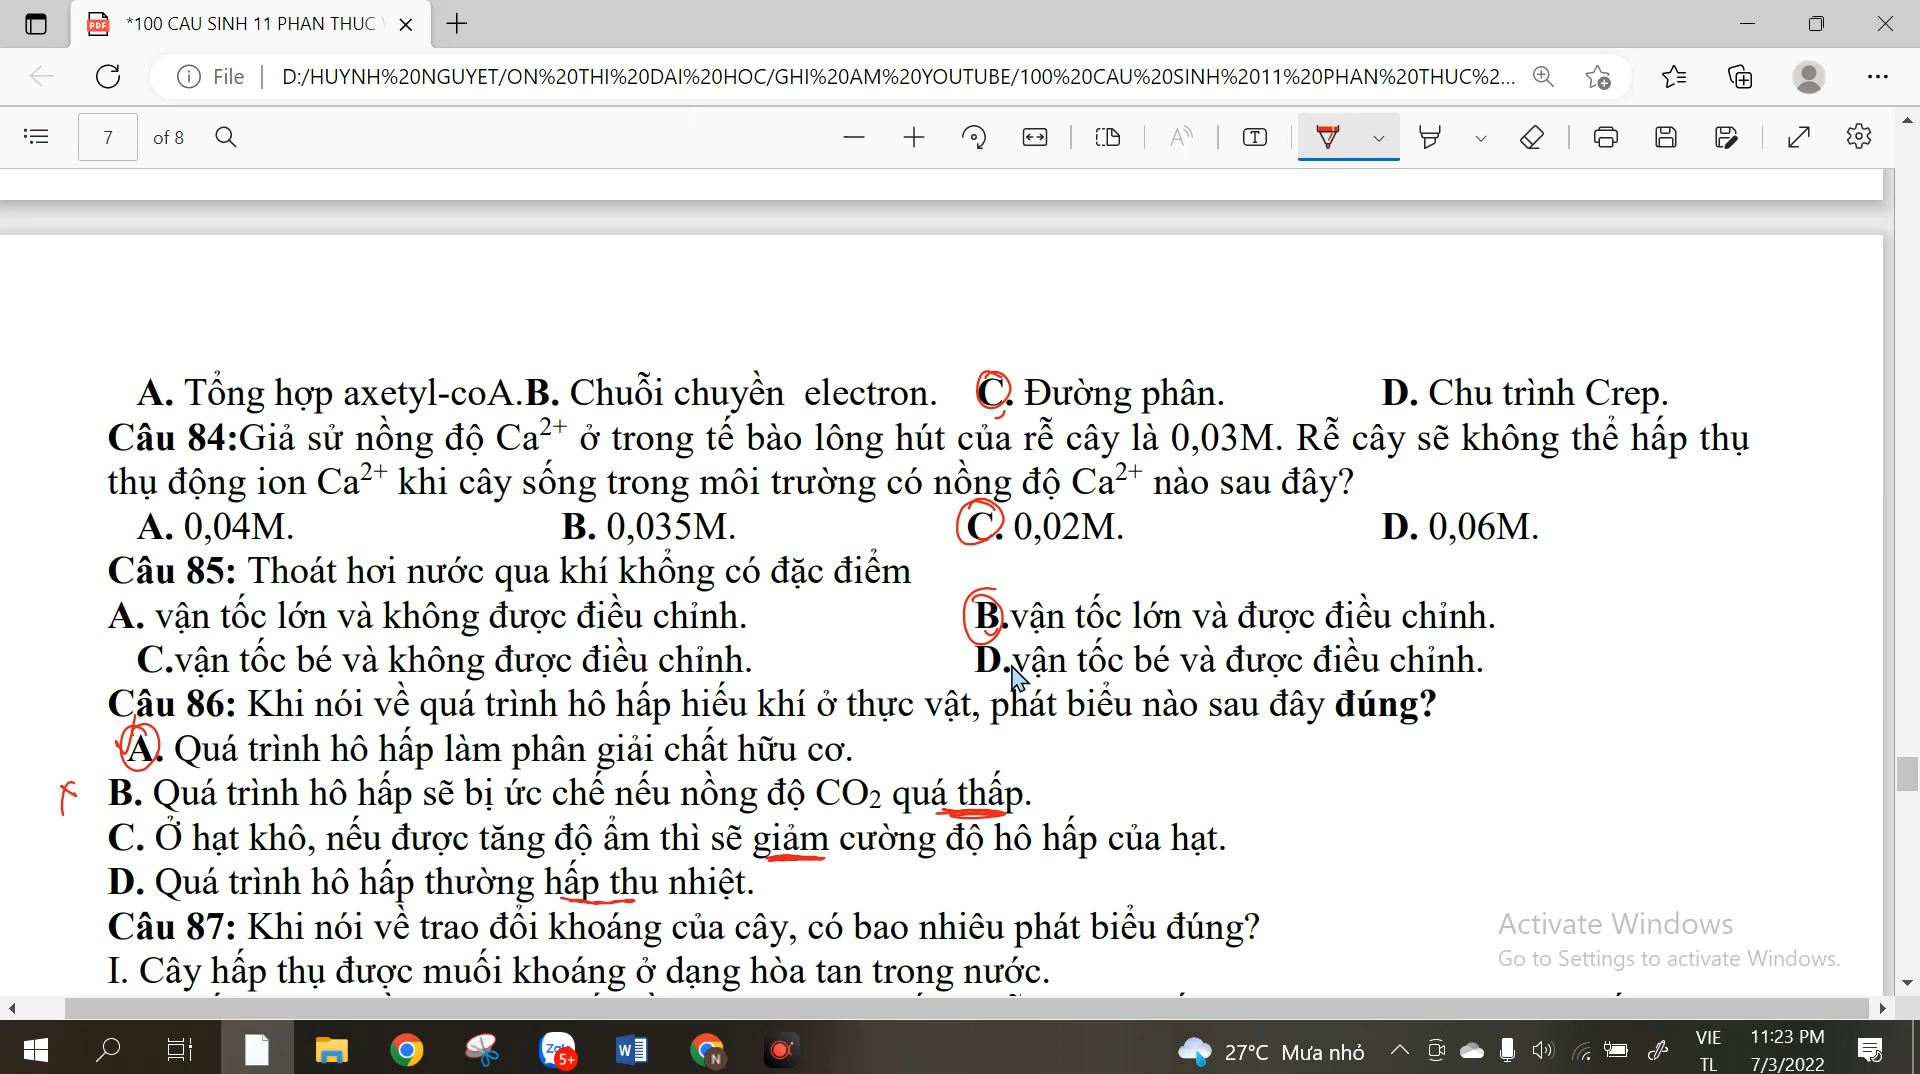 *100 CAU SINH 11 PHAN THUC
File
D:/HUYNH%20NGUYET/ON%20THI%20DAI%20HOC/GHI%20AM%20YOUTUBE/100%20CAU%20SINH%2011%20PHAN%20THUC%2...
7 of 8
A. Tổng hợp axetyl-coA.B. Chuỗi chuyền electron. C. Đường phân. D. Chu trình Crep.
Câu 84:Giả sử nồng độ Ca²⁺ ở trong tế bào lông hút của rễ cây là 0,03M. Rễ cây sẽ không thể hấp thụ
thụ động ion Ca²⁺ khi cây sống trong môi trường có nồng độ Ca²⁺ nào sau đây?
A. 0,04M. B. 0,035M. C. 0,02M. D. 0,06M.
Câu 85: Thoát hơi nước qua khí khổng có đặc điểm
A. vận tốc lớn và không được điều chỉnh. B.vận tốc lớn và được điều chỉnh.
C.vận tốc bé và không được điều chỉnh. D.vận tốc bé và được điều chỉnh.
Câu 86: Khi nói về quá trình hô hấp hiếu khí ở thực vật, phát biểu nào sau đây đúng?
A. Quá trình hô hấp làm phân giải chất hữu cơ.
B. Quá trình hô hấp sẽ bị ức chế nếu nồng độ CO₂ quá thấp.
C. Ở hạt khô, nếu được tăng độ ẩm thì sẽ giảm cường độ hô hấp của hạt.
D. Quá trình hô hấp thường hấp thu nhiệt.
Câu 87: Khi nói về trao đổi khoáng của cây, có bao nhiêu phát biểu đúng?
I. Cây hấp thụ được muối khoáng ở dạng hòa tan trong nước.
Activate Windows
Go to Settings to activate Windows.
27°C Mưa nhỏ
VIE
TL
11:23 PM
7/3/2022